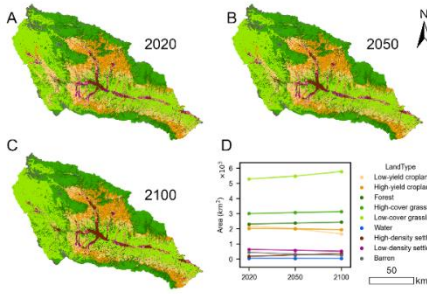 A
2020
B
2050
N
C
2100
D
×10³
Area (km²)
6
5
4
3
2
1
0
2020
2050
2100
LandType
Low-yield croplan
High-yield croplan
Forest
High-cover grass
Low-cover grassl
Water
High-density settl
Low-density settl
Barren
50
km